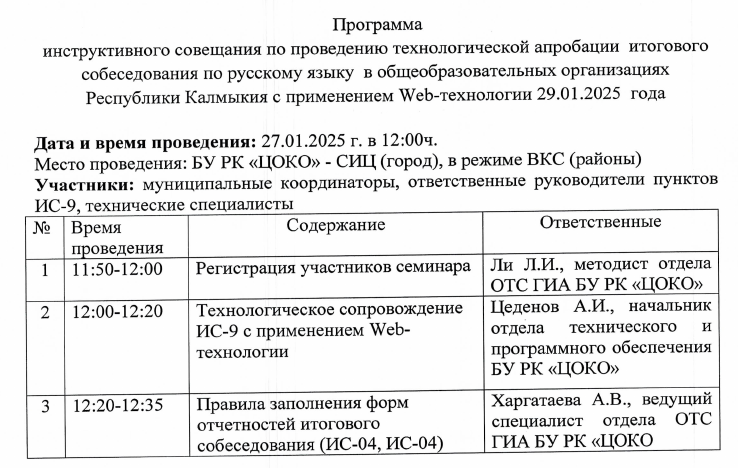 Программа
инструктивного совещания по проведению технологической апробации итогового
собеседования по русскому языку в общеобразовательных организациях
Республики Калмыкия с применением Web-технологии 29.01.2025 года
Дата и время проведения: 27.01.2025 г. в 12:00ч.
Место проведения: БУ РК «ЦОКО» - СИЦ (город), в режиме ВКС (районы)
Участники: муниципальные координаторы, ответственные руководители пунктов
ИС-9, технические специалисты
№ Время Содержание Ответственные
проведения
1 11:50-12:00 Регистрация участников семинара Ли Л.И., методист отдела
ОТС ГИА БУ РК «ЦОКО»
2 12:00-12:20 Технологическое сопровождение Цеденов А.И., начальник
ИС-9 с применением Web- отдела технического и
технологии программного обеспечения
БУ РК «ЦОКО»
3 12:20-12:35 Правила заполнения форм Харгатаева А.В., ведущий
отчетностей итогового специалист отдела ОТС
собеседования (ИС-04, ИС-04) ГИА БУ РК «ЦОКО